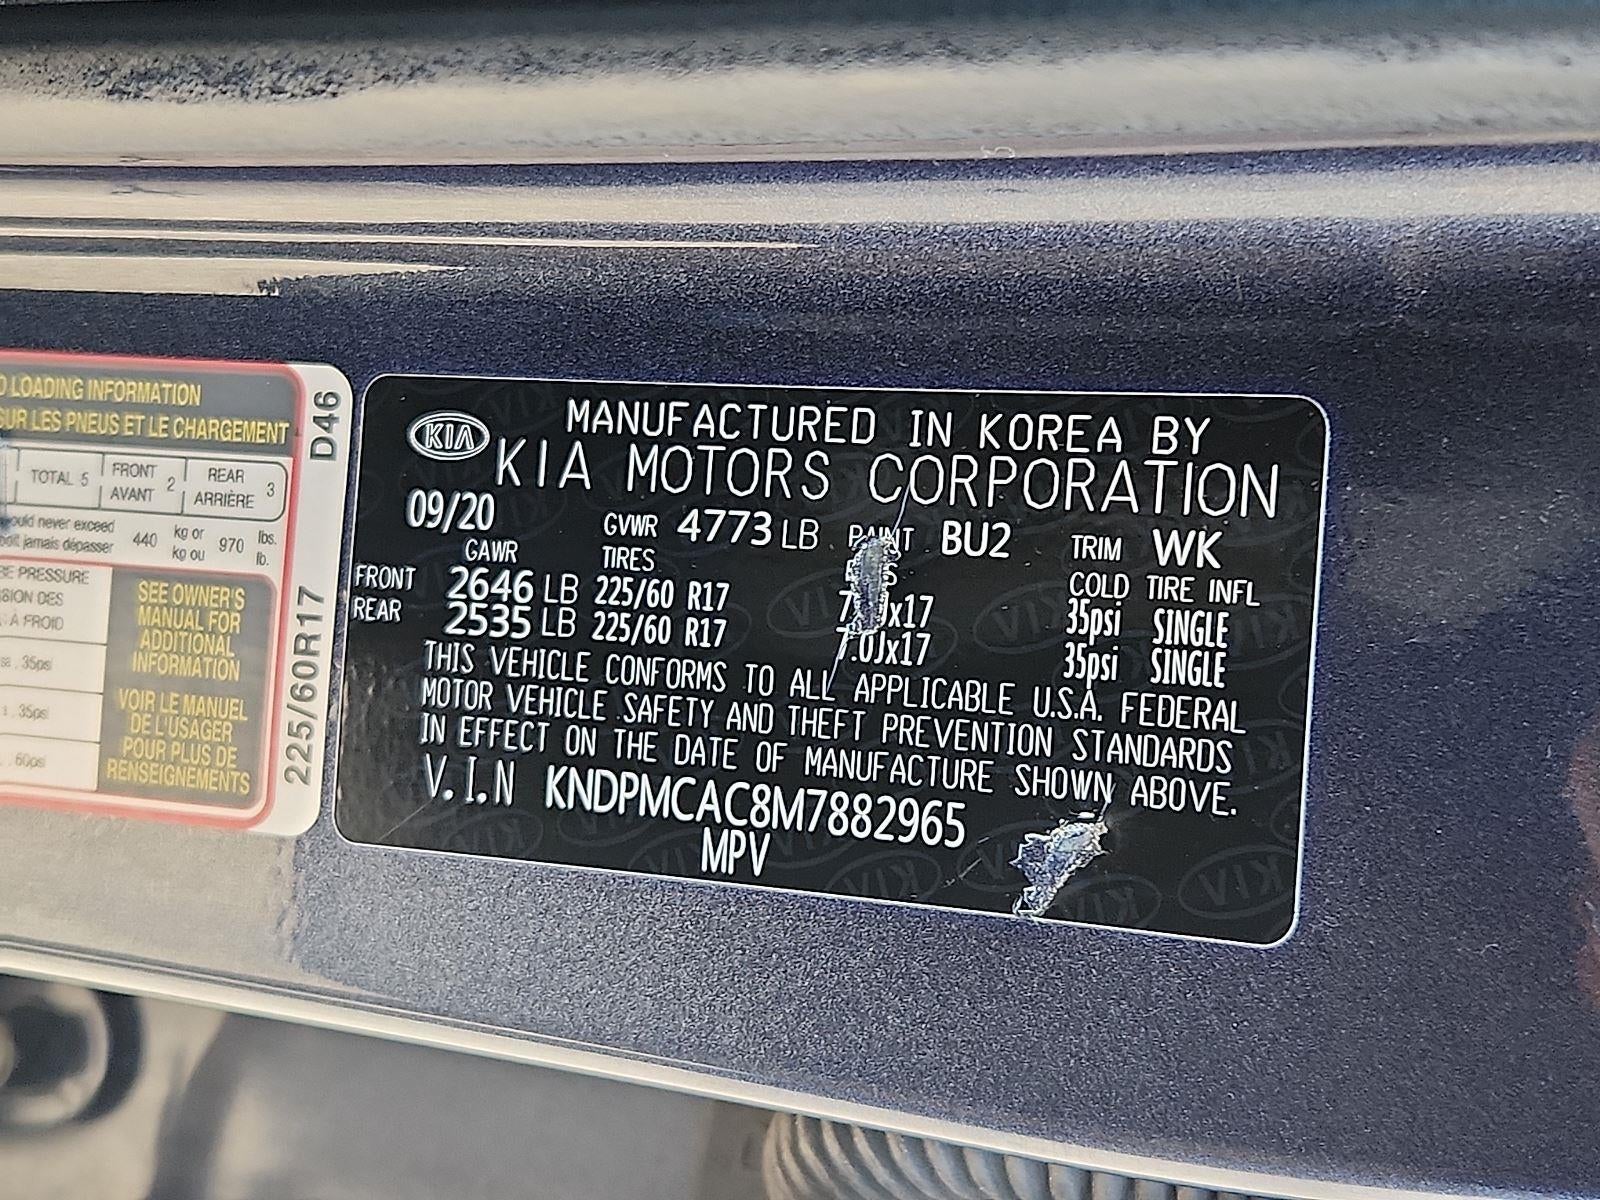 LOADING INFORMATION
SUR LES PNEUS ET LE CHARGEMENT
TOTAL 5
FRONT
AVANT 2
REAR
ARRIÈRE 3
never exceed
jamais dépasser
440
kg or
kg ou
970
lbs.
lb.
PRESSURE
DES
À FROID
35psi
35psi
60psi
SEE OWNER'S
MANUAL FOR
ADDITIONAL
INFORMATION
VOIR LE MANUEL
DE L'USAGER
POUR PLUS DE
RENSEIGNEMENTS
D46
225/60R17
KIA
MANUFACTURED IN KOREA BY
KIA MOTORS CORPORATION
09/20 GVWR 4773 LB PAINT BU2 TRIM WK
GAWR TIRES COLD TIRE INFL
FRONT 2646 LB 225/60 R17 35psi SINGLE
REAR 2535 LB 225/60 R17 7.0Jx17 35psi SINGLE
THIS VEHICLE CONFORMS TO ALL APPLICABLE U.S.A. FEDERAL
MOTOR VEHICLE SAFETY AND THEFT PREVENTION STANDARDS
IN EFFECT ON THE DATE OF MANUFACTURE SHOWN ABOVE.
V.I.N KNDPMCAC8M7882965
MPV